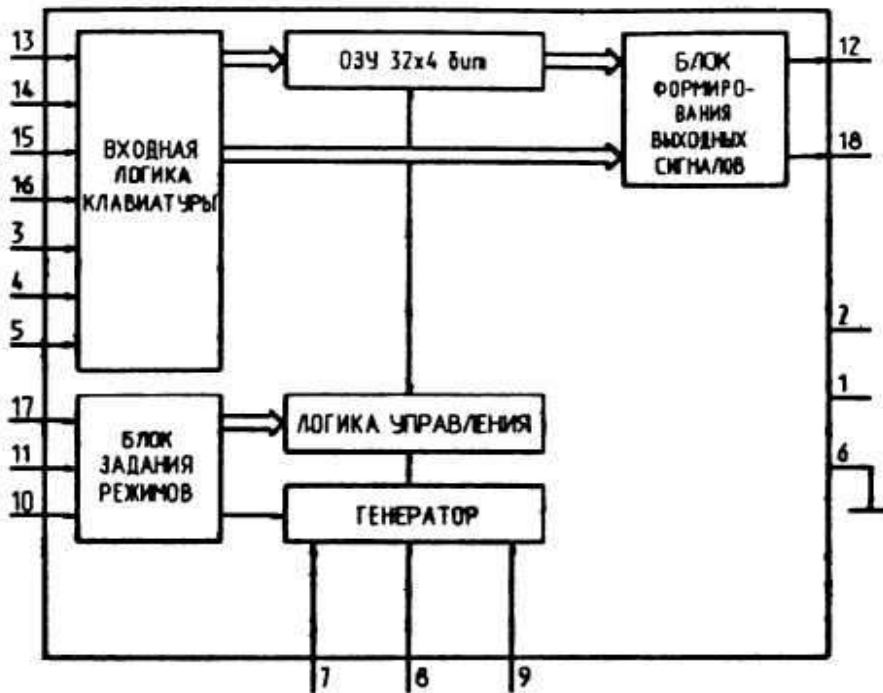 13
14
15
16
3
4
5
17
11
10
ВХОДНАЯ
ЛОГИКА
КЛАВИАТУРЫ
ОЗУ 32х4 бит
БЛОК
ФОРМИРО-
ВАНИЯ
ВЫХОДНЫХ
СИГНАЛОВ
12
18
2
1
6
БЛОК
ЗАДАНИЯ
РЕЖИМОВ
ЛОГИКА УПРАВЛЕНИЯ
ГЕНЕРАТОР
7
8
9